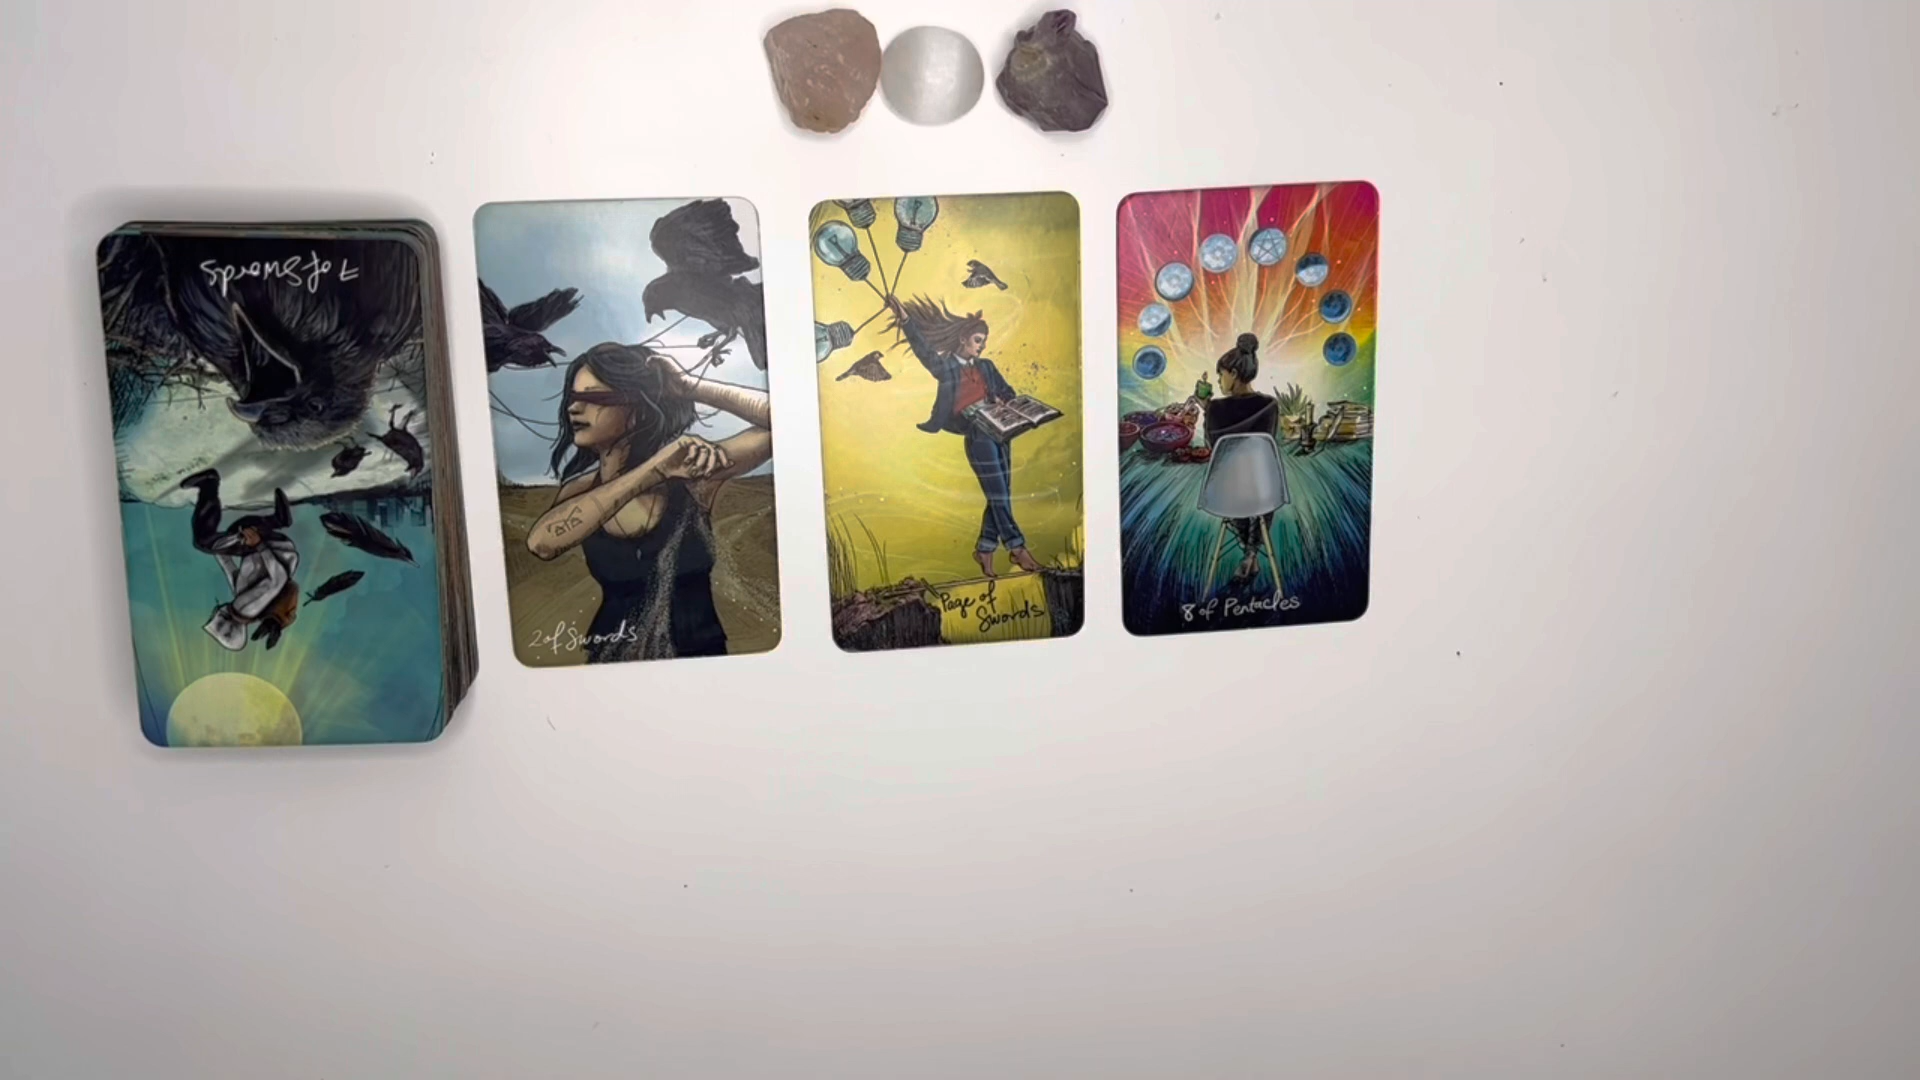 7 of Swords
2 of Swords
Page of
Swords
8 of Pentacles